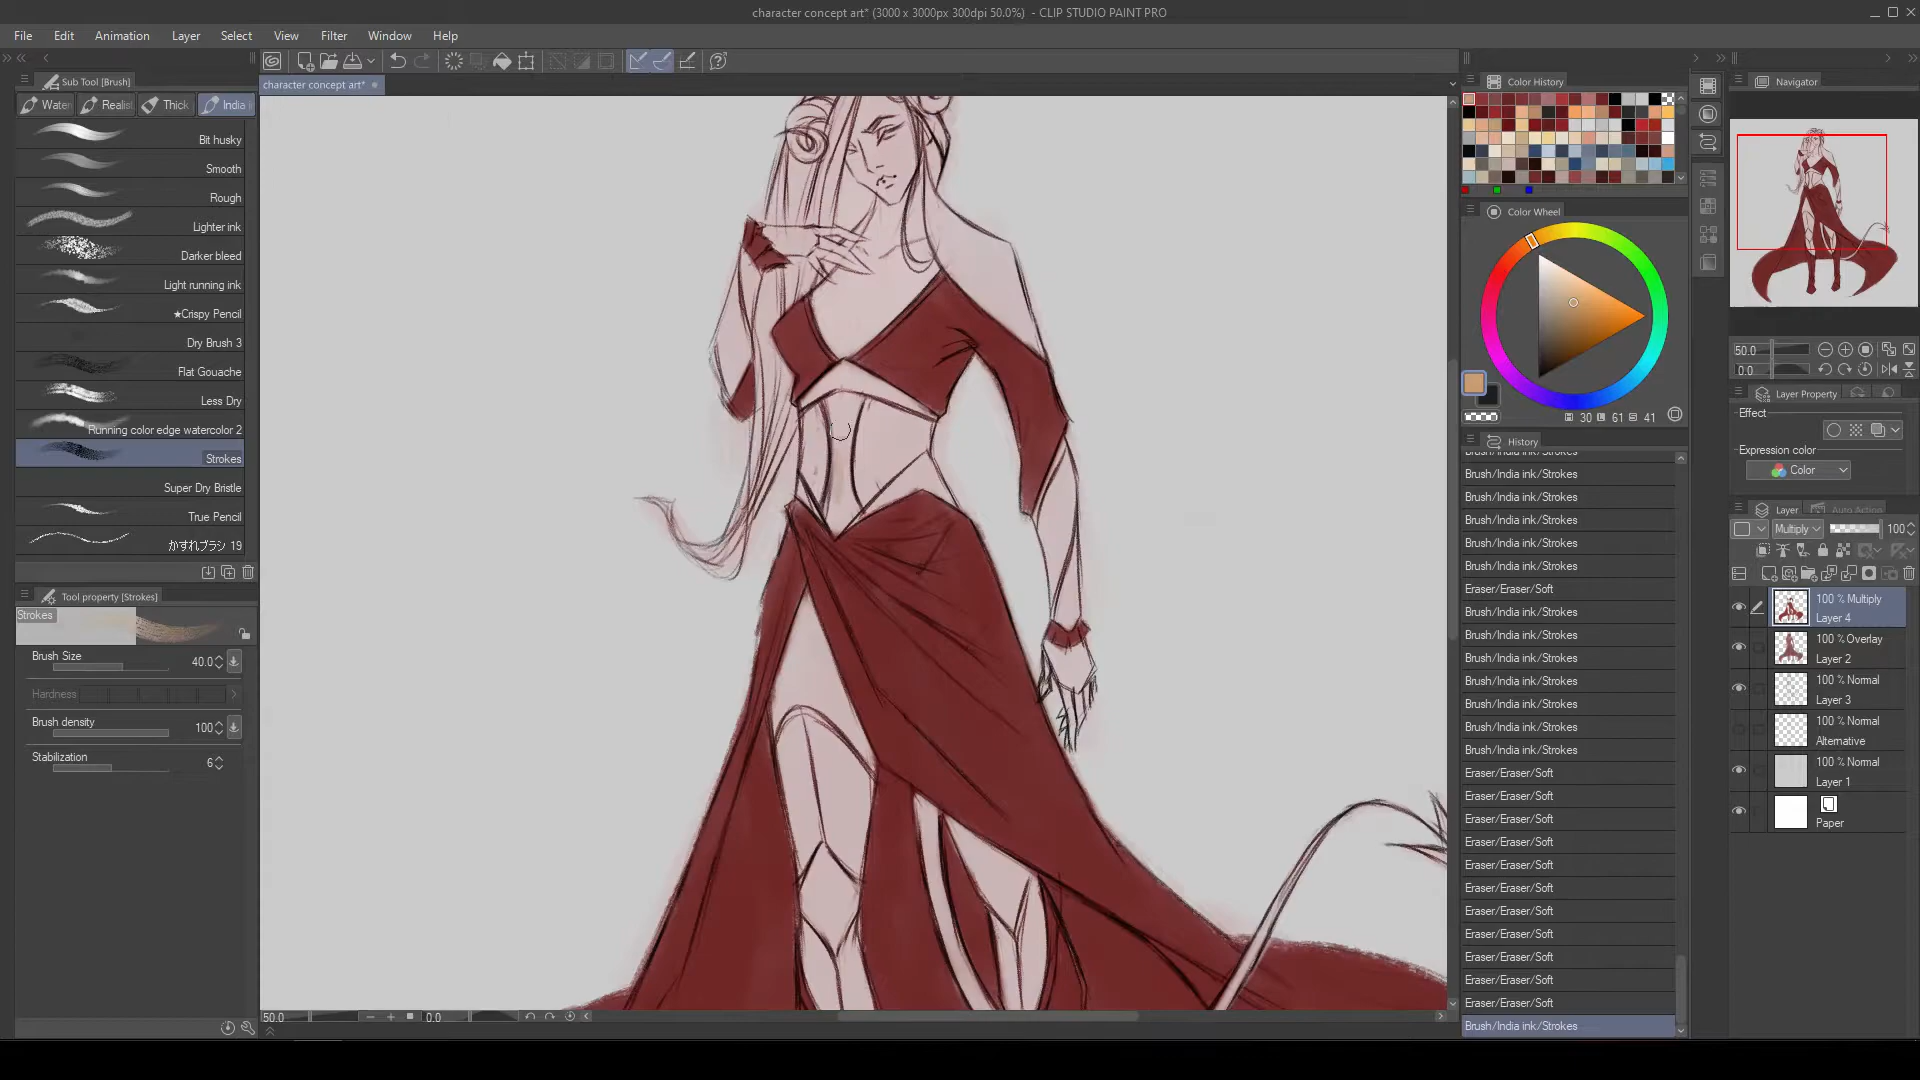 character concept art* (3000 x 3000px 300dpi 50.0%) - CLIP STUDIO PAINT PRO
File Edit Animation Layer Select View Filter Window Help
Sub Tool [Brush]
Water Realist Thick India i
character concept art*
Bit husky
Smooth
Rough
Lighter ink
Darker bleed
Light running ink
★Crispy Pencil
Dry Brush 3
Flat Gouache
Less Dry
Running color edge watercolor 2
Strokes
Super Dry Bristle
True Pencil
かすれブラシ 19
Tool property [Strokes]
Strokes
Brush Size 40.0
Hardness
Brush density 100
Stabilization 6
50.0 0.0
Color History
Color Wheel
30 61 41
History
Brush/India ink/Strokes
Brush/India ink/Strokes
Brush/India ink/Strokes
Brush/India ink/Strokes
Brush/India ink/Strokes
Brush/India ink/Strokes
Eraser/Eraser/Soft
Brush/India ink/Strokes
Brush/India ink/Strokes
Brush/India ink/Strokes
Brush/India ink/Strokes
Brush/India ink/Strokes
Brush/India ink/Strokes
Brush/India ink/Strokes
Eraser/Eraser/Soft
Eraser/Eraser/Soft
Eraser/Eraser/Soft
Eraser/Eraser/Soft
Eraser/Eraser/Soft
Eraser/Eraser/Soft
Eraser/Eraser/Soft
Eraser/Eraser/Soft
Eraser/Eraser/Soft
Eraser/Eraser/Soft
Eraser/Eraser/Soft
Brush/India ink/Strokes
Navigator
50.0
0.0
Layer Property
Effect
Expression color
Color
Layer Auto Action
Multiply 100
100 % Multiply
Layer 4
100 % Overlay
Layer 2
100 % Normal
Layer 3
100 % Normal
Alternative
100 % Normal
Layer 1
Paper